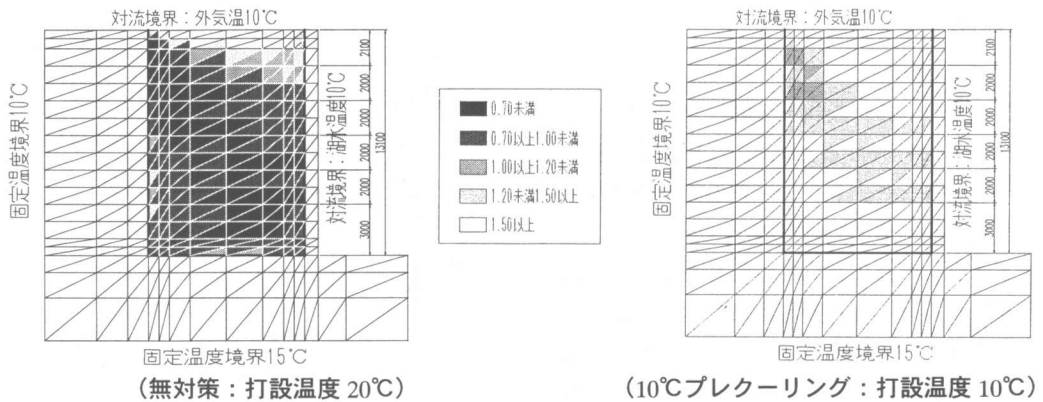 対流境界：外気温10℃
固定温度境界10℃
対流境界：湖水温度10℃
2100
2000
2000
2000
2000
3000
13100
固定温度境界15℃
(無対策：打設温度 20℃)
0.70未満
0.70以上1.00未満
1.00以上1.20未満
1.20未満1.50以上
1.50以上
対流境界：外気温10℃
固定温度境界10℃
対流境界：湖水温度10℃
2100
2000
2000
2000
2000
3000
13100
固定温度境界15℃
(10℃プレクーリング：打設温度 10℃)